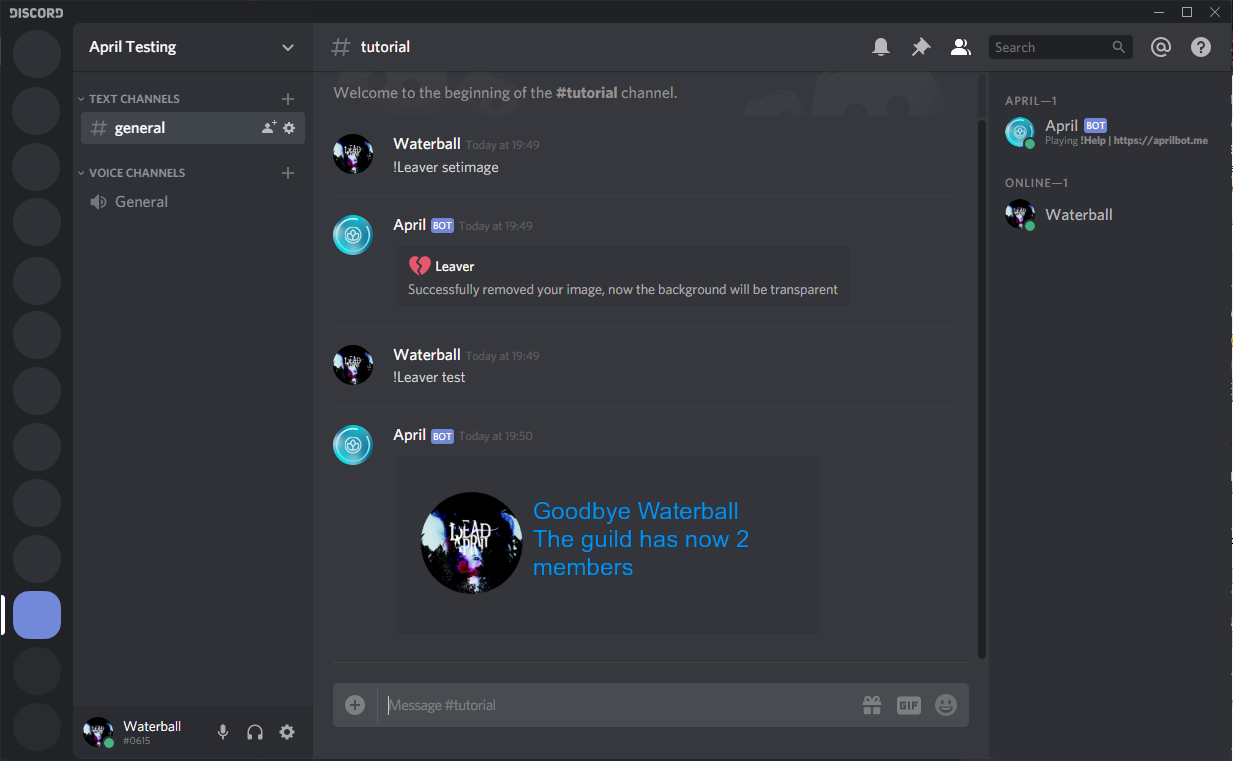 DISCORD
April Testing
TEXT CHANNELS
general
VOICE CHANNELS
General
Waterball
#0615
# tutorial
Search
Welcome to the beginning of the #tutorial channel.
Waterball Today at 19:49
!Leaver setimage
April BOT Today at 19:49
Leaver
Successfully removed your image, now the background will be transparent
Waterball Today at 19:49
!Leaver test
April BOT Today at 19:50
DEAD
APRIL
Goodbye Waterball
The guild has now 2
members
Message #tutorial
GIF
APRIL—1
April BOT
Playing !Help | https://aprilbot.me
ONLINE—1
Waterball